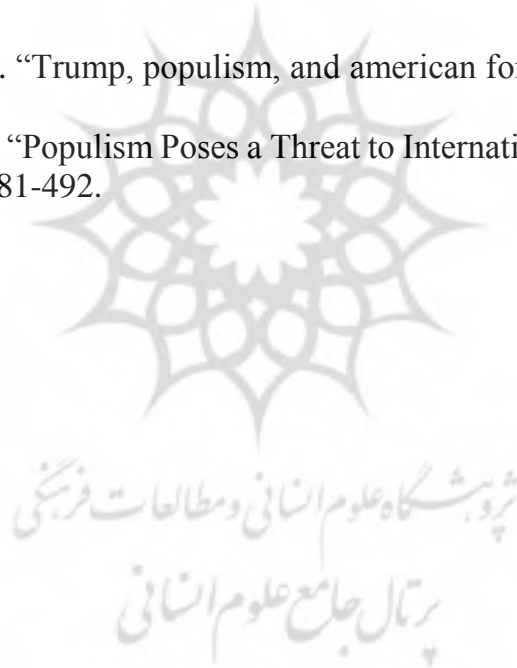 . “Trump, populism, and american for
“Populism Poses a Threat to Internati
81-492.
پژوهشگاه علوم انسانی و مطالعات فرهنگی
پرتال جامع علوم انسانی